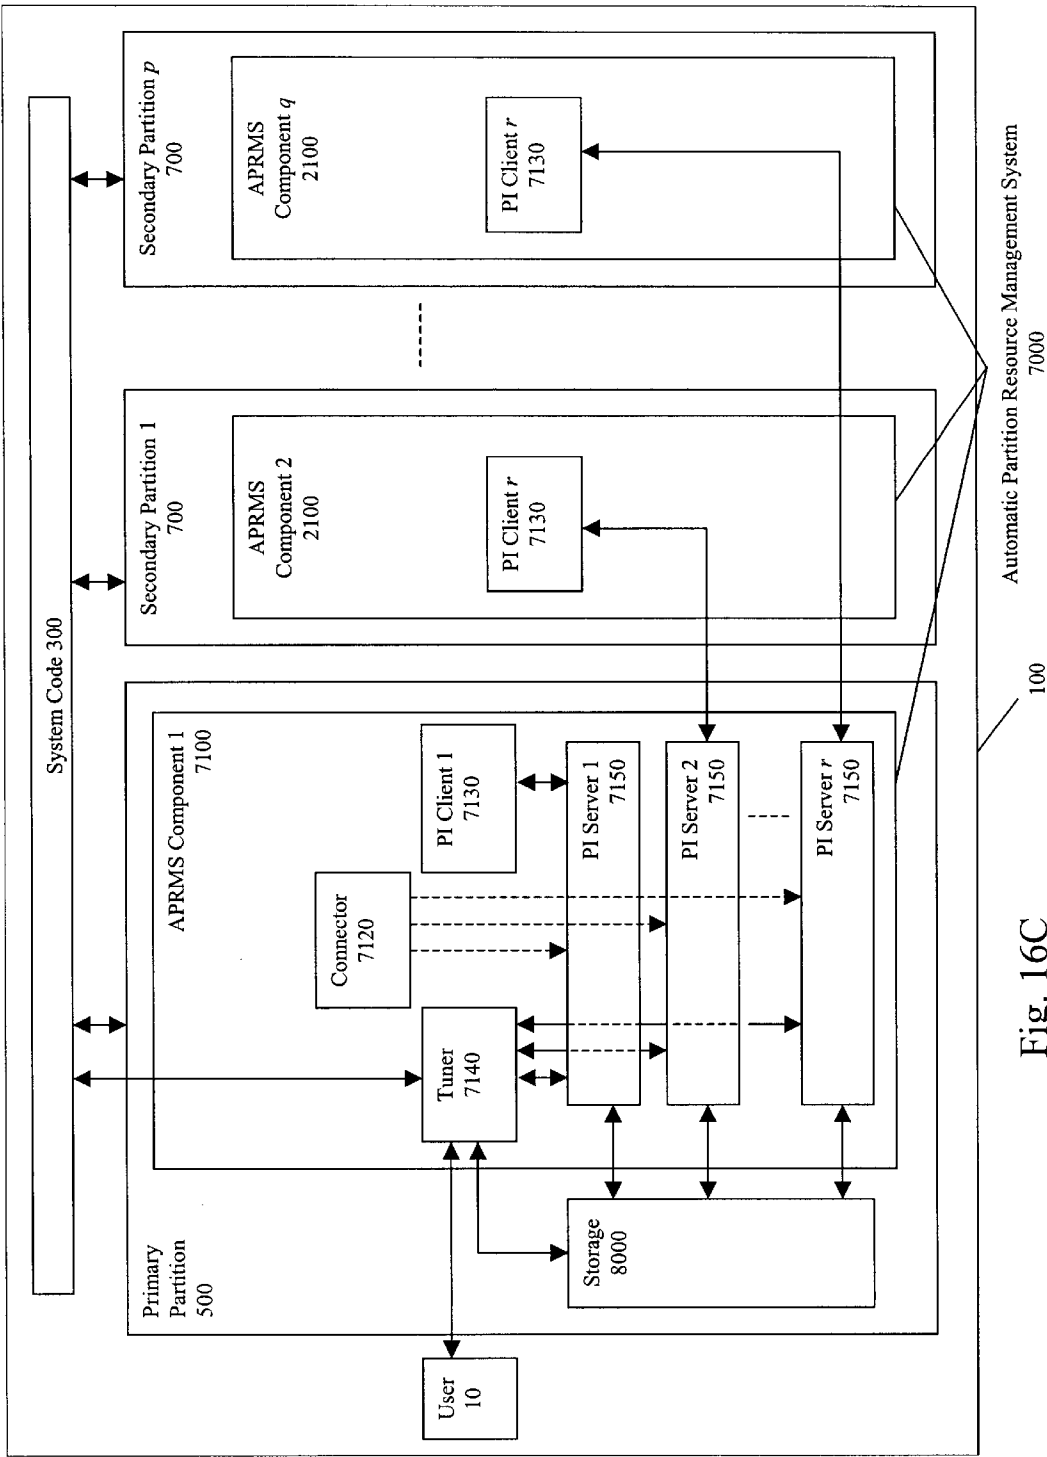 System Code 300
Primary
Partition
500
User
10
Storage
8000
APRMS Component 1
7100
Tuner
7140
Connector
7120
PI Client 1
7130
PI Server 1
7150
PI Server 2
7150
PI Server r
7150
Secondary Partition 1
700
APRMS
Component 2
2100
PI Client r
7130
Secondary Partition p
700
APRMS
Component q
2100
PI Client r
7130
100
Automatic Partition Resource Management System
7000
Fig. 16C